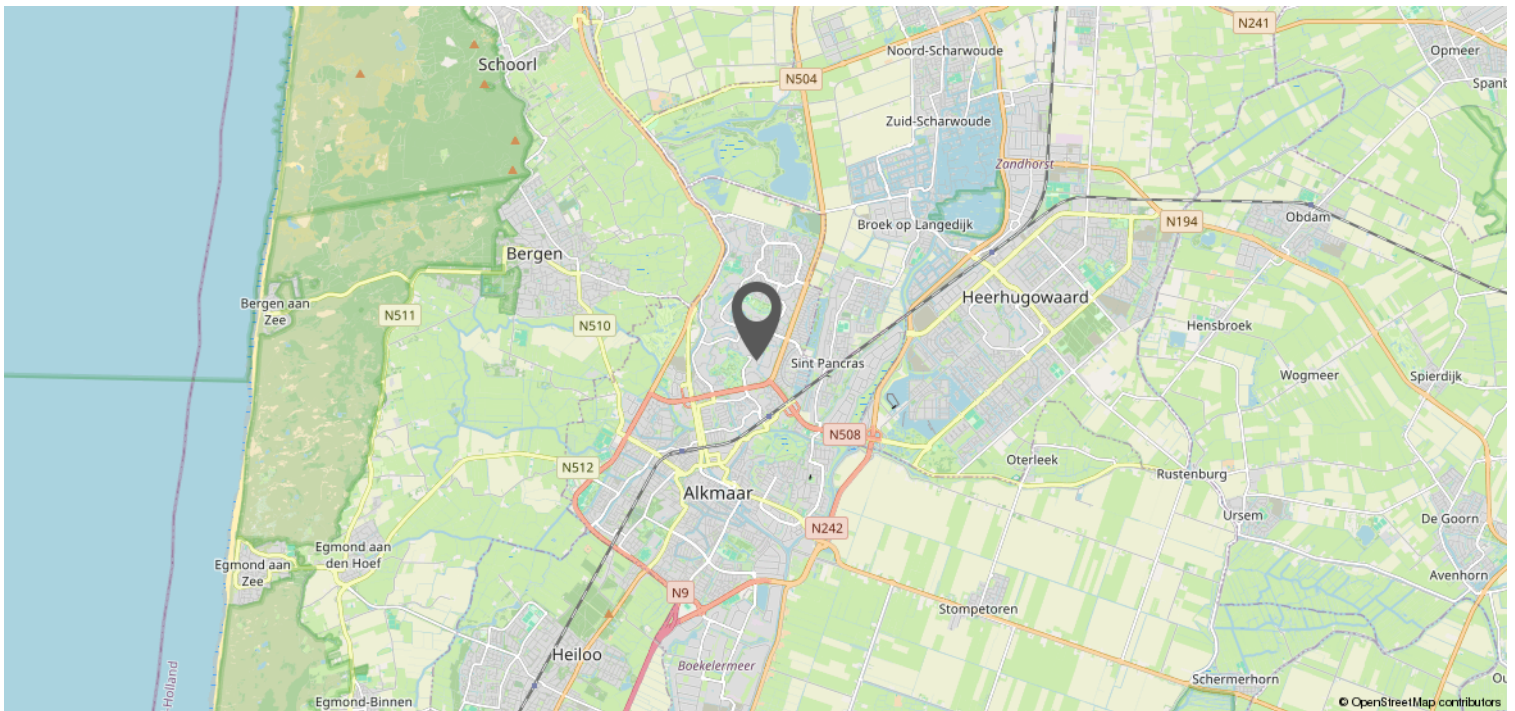 N241
Noord-Scharwoude
Opmeer
Schoorl
N504
Zuid-Scharwoude
Zandhorst
Obdam
Broek op Langedijk
N194
Bergen
Bergen aan
Zee
N511
N510
Heerhugowaard
Hensbroek
Sint Pancras
Wogmeer
Spierdijk
N508
N512
Oterleek
Rustenburg
Alkmaar
Ursem
De Goorn
N242
Egmond aan
den Hoef
Egmond aan
Zee
Avenhorn
N9
Stompetoren
Heiloo
Boekelermeer
Schermerhorn
Egmond-Binnen
© OpenStreetMap contributors